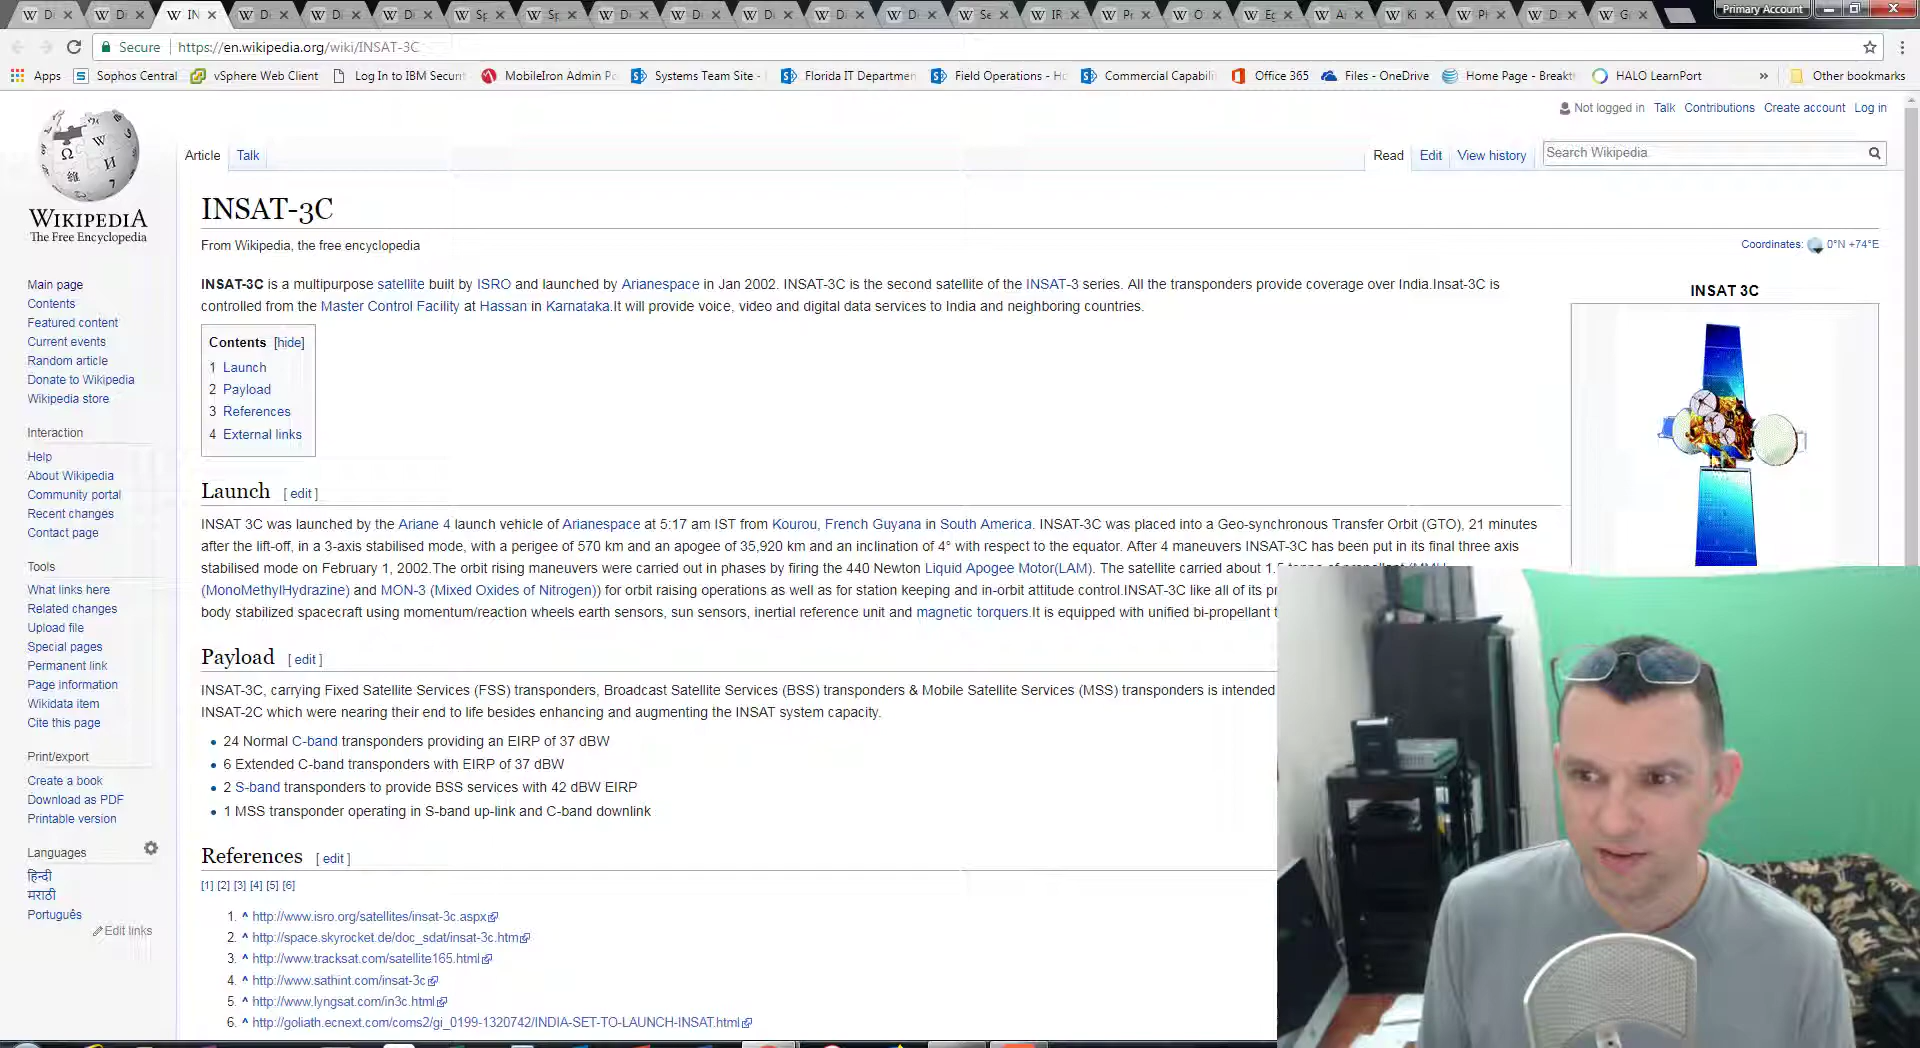 Primary Account
Secure https://en.wikipedia.org/wiki/INSAT-3C
Apps Sophos Central vSphere Web Client Log In to IBM Securit MobileIron Admin Po Systems Team Site - Florida IT Departmen Field Operations - Ho Commercial Capabili Office 365 Files - OneDrive Home Page - Breakt HALO LearnPort » Other bookmarks
Not logged in Talk Contributions Create account Log in
Article Talk Read Edit View history Search Wikipedia
WIKIPEDIA
The Free Encyclopedia
Main page
Contents
Featured content
Current events
Random article
Donate to Wikipedia
Wikipedia store
Interaction
Help
About Wikipedia
Community portal
Recent changes
Contact page
Tools
What links here
Related changes
Upload file
Special pages
Permanent link
Page information
Wikidata item
Cite this page
Print/export
Create a book
Download as PDF
Printable version
Languages
हिन्दी
मराठी
Português
Edit links
INSAT-3C
From Wikipedia, the free encyclopedia
Coordinates: 0°N +74°E
INSAT-3C is a multipurpose satellite built by ISRO and launched by Arianespace in Jan 2002. INSAT-3C is the second satellite of the INSAT-3 series. All the transponders provide coverage over India.Insat-3C is
controlled from the Master Control Facility at Hassan in Karnataka.It will provide voice, video and digital data services to India and neighboring countries.
INSAT 3C
Contents [hide]
1 Launch
2 Payload
3 References
4 External links
Launch [ edit ]
INSAT 3C was launched by the Ariane 4 launch vehicle of Arianespace at 5:17 am IST from Kourou, French Guyana in South America. INSAT-3C was placed into a Geo-synchronous Transfer Orbit (GTO), 21 minutes
after the lift-off, in a 3-axis stabilised mode, with a perigee of 570 km and an apogee of 35,920 km and an inclination of 4° with respect to the equator. After 4 maneuvers INSAT-3C has been put in its final three axis
stabilised mode on February 1, 2002.The orbit rising maneuvers were carried out in phases by firing the 440 Newton Liquid Apogee Motor(LAM). The satellite carried about
(MonoMethylHydrazine) and MON-3 (Mixed Oxides of Nitrogen)) for orbit raising operations as well as for station keeping and in-orbit attitude control.INSAT-3C like all of its
body stabilized spacecraft using momentum/reaction wheels earth sensors, sun sensors, inertial reference unit and magnetic torquers.It is equipped with unified bi-propellant
Payload [ edit ]
INSAT-3C, carrying Fixed Satellite Services (FSS) transponders, Broadcast Satellite Services (BSS) transponders & Mobile Satellite Services (MSS) transponders is intended
INSAT-2C which were nearing their end to life besides enhancing and augmenting the INSAT system capacity.
24 Normal C-band transponders providing an EIRP of 37 dBW
6 Extended C-band transponders with EIRP of 37 dBW
2 S-band transponders to provide BSS services with 42 dBW EIRP
1 MSS transponder operating in S-band up-link and C-band downlink
References [ edit ]
[1] [2] [3] [4] [5] [6]
1. ^ http://www.isro.org/satellites/insat-3c.aspx
2. ^ http://space.skyrocket.de/doc_sdat/insat-3c.htm
3. ^ http://www.tracksat.com/satellite165.html
4. ^ http://www.sathint.com/insat-3c
5. ^ http://www.lyngsat.com/in3c.html
6. ^ http://goliath.ecnext.com/coms2/gi_0199-1320742/INDIA-SET-TO-LAUNCH-INSAT.html